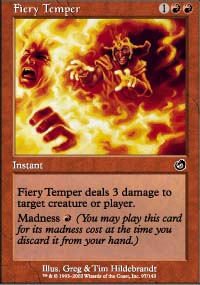 Fiery Temper 1
Instant
Fiery Temper deals 3 damage to
target creature or player.
Madness (You may play this card
for its madness cost at the time you
discard it from your hand.)
Illus. Greg & Tim Hildebrandt
& © 1993-2002 Wizards of the Coast, Inc. 97/143